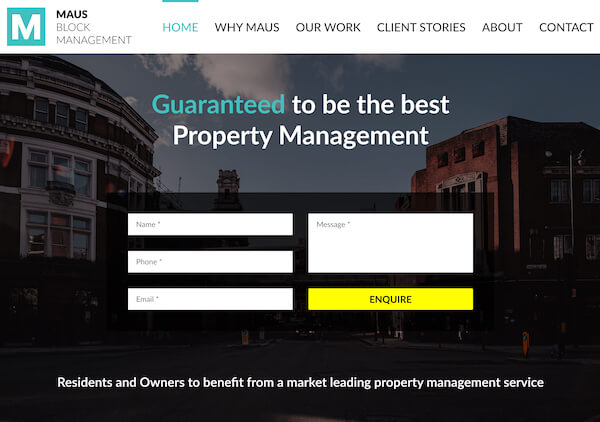 M
MAUS
BLOCK
MANAGEMENT
HOME WHY MAUS OUR WORK CLIENT STORIES ABOUT CONTACT
Guaranteed to be the best
Property Management
Name *
Message *
Phone *
Email *
ENQUIRE
Residents and Owners to benefit from a market leading property management service